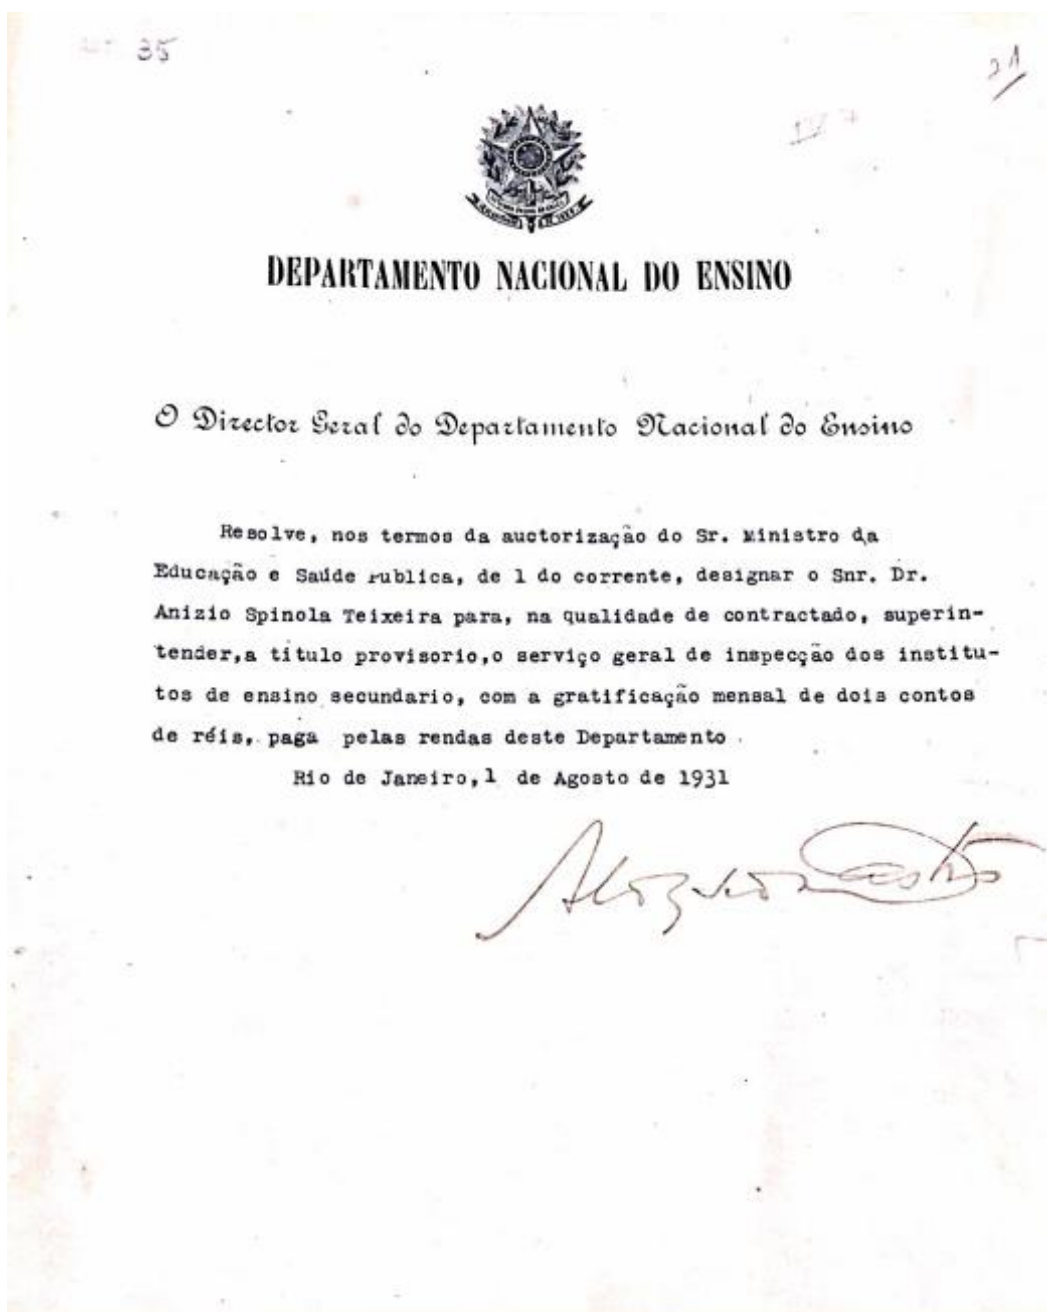 35
21
DEPARTAMENTO NACIONAL DO ENSINO
O Director Geral do Departamento Nacional do Ensino
Resolve, nos termos da auctorização do Sr. Ministro da
Educação e Saúde Publica, de 1 do corrente, designar o Snr. Dr.
Anizio Spinola Teixeira para, na qualidade de contractado, superin-
tender,a titulo provisorio,o serviço geral de inspecção dos institu-
tos de ensino secundario, com a gratificação mensal de dois contos
de réis, paga pelas rendas deste Departamento .
Rio de Janeiro,1 de Agosto de 1931
Aloysio Castro